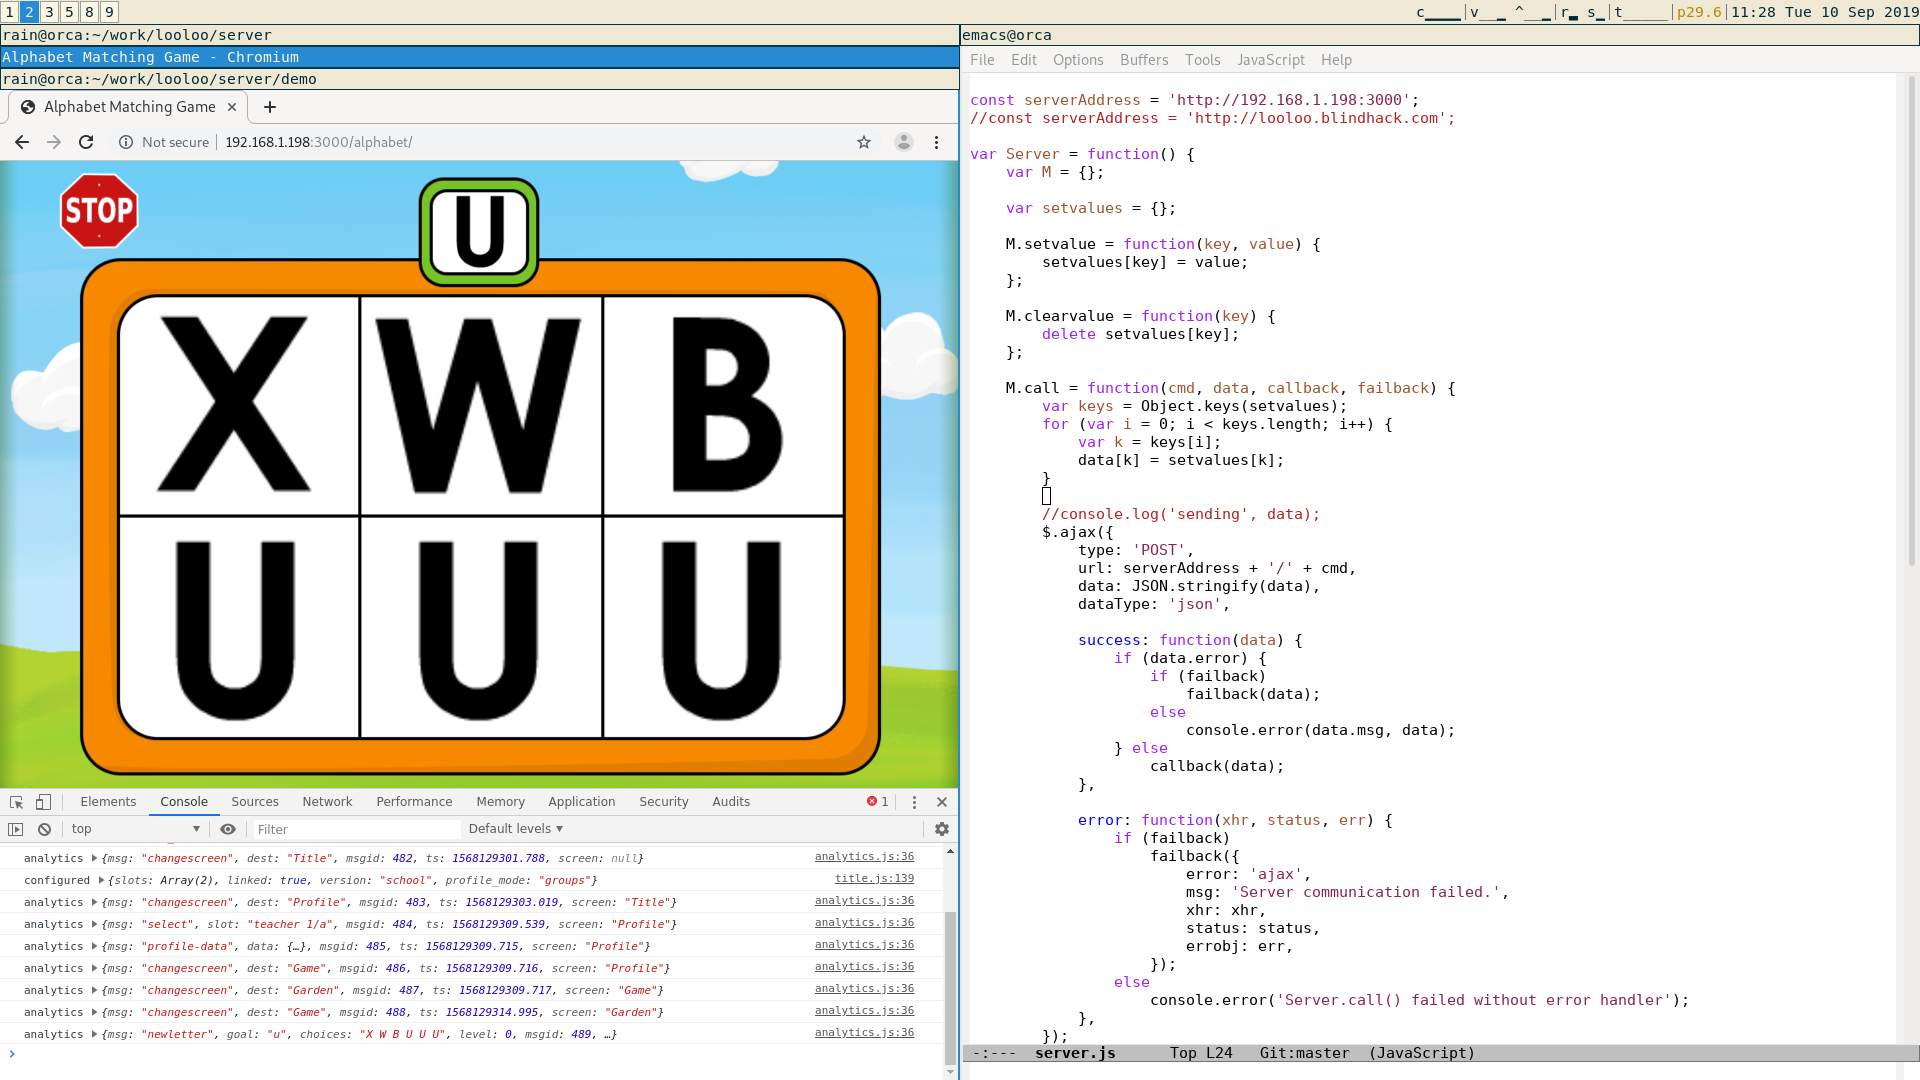 1 2 3 5 8 9
c____|v__▂ ^__▂|r▂ s▂|t_____|p29.6|11:28 Tue 10 Sep 2019
rain@orca:~/work/looloo/server
Alphabet Matching Game - Chromium
rain@orca:~/work/looloo/server/demo
Alphabet Matching Game
Not secure 192.168.1.198:3000/alphabet/
STOP
U
X W B
U U U
Elements Console Sources Network Performance Memory Application Security Audits 1
top Filter Default levels
analytics {msg: "changescreen", dest: "Title", msgid: 482, ts: 1568129301.788, screen: null} analytics.js:36
configured {slots: Array(2), linked: true, version: "school", profile_mode: "groups"} title.js:139
analytics {msg: "changescreen", dest: "Profile", msgid: 483, ts: 1568129303.019, screen: "Title"} analytics.js:36
analytics {msg: "select", slot: "teacher 1/a", msgid: 484, ts: 1568129309.539, screen: "Profile"} analytics.js:36
analytics {msg: "profile-data", data: {…}, msgid: 485, ts: 1568129309.715, screen: "Profile"} analytics.js:36
analytics {msg: "changescreen", dest: "Game", msgid: 486, ts: 1568129309.716, screen: "Profile"} analytics.js:36
analytics {msg: "changescreen", dest: "Garden", msgid: 487, ts: 1568129309.717, screen: "Game"} analytics.js:36
analytics {msg: "changescreen", dest: "Game", msgid: 488, ts: 1568129314.995, screen: "Garden"} analytics.js:36
analytics {msg: "newletter", goal: "u", choices: "X W B U U U", level: 0, msgid: 489, …} analytics.js:36
emacs@orca
File Edit Options Buffers Tools JavaScript Help
const serverAddress = 'http://192.168.1.198:3000';
//const serverAddress = 'http://looloo.blindhack.com';
var Server = function() {
    var M = {};
    var setvalues = {};
    M.setvalue = function(key, value) {
        setvalues[key] = value;
    };
    M.clearvalue = function(key) {
        delete setvalues[key];
    };
    M.call = function(cmd, data, callback, failback) {
        var keys = Object.keys(setvalues);
        for (var i = 0; i < keys.length; i++) {
            var k = keys[i];
            data[k] = setvalues[k];
        }
        //console.log('sending', data);
        $.ajax({
            type: 'POST',
            url: serverAddress + '/' + cmd,
            data: JSON.stringify(data),
            dataType: 'json',
            success: function(data) {
                if (data.error) {
                    if (failback)
                        failback(data);
                    else
                        console.error(data.msg, data);
                } else
                    callback(data);
            },
            error: function(xhr, status, err) {
                if (failback)
                    failback({
                        error: 'ajax',
                        msg: 'Server communication failed.',
                        xhr: xhr,
                        status: status,
                        errobj: err,
                    });
                else
                    console.error('Server.call() failed without error handler');
            },
        });
-:--- server.js Top L24 Git:master (JavaScript)